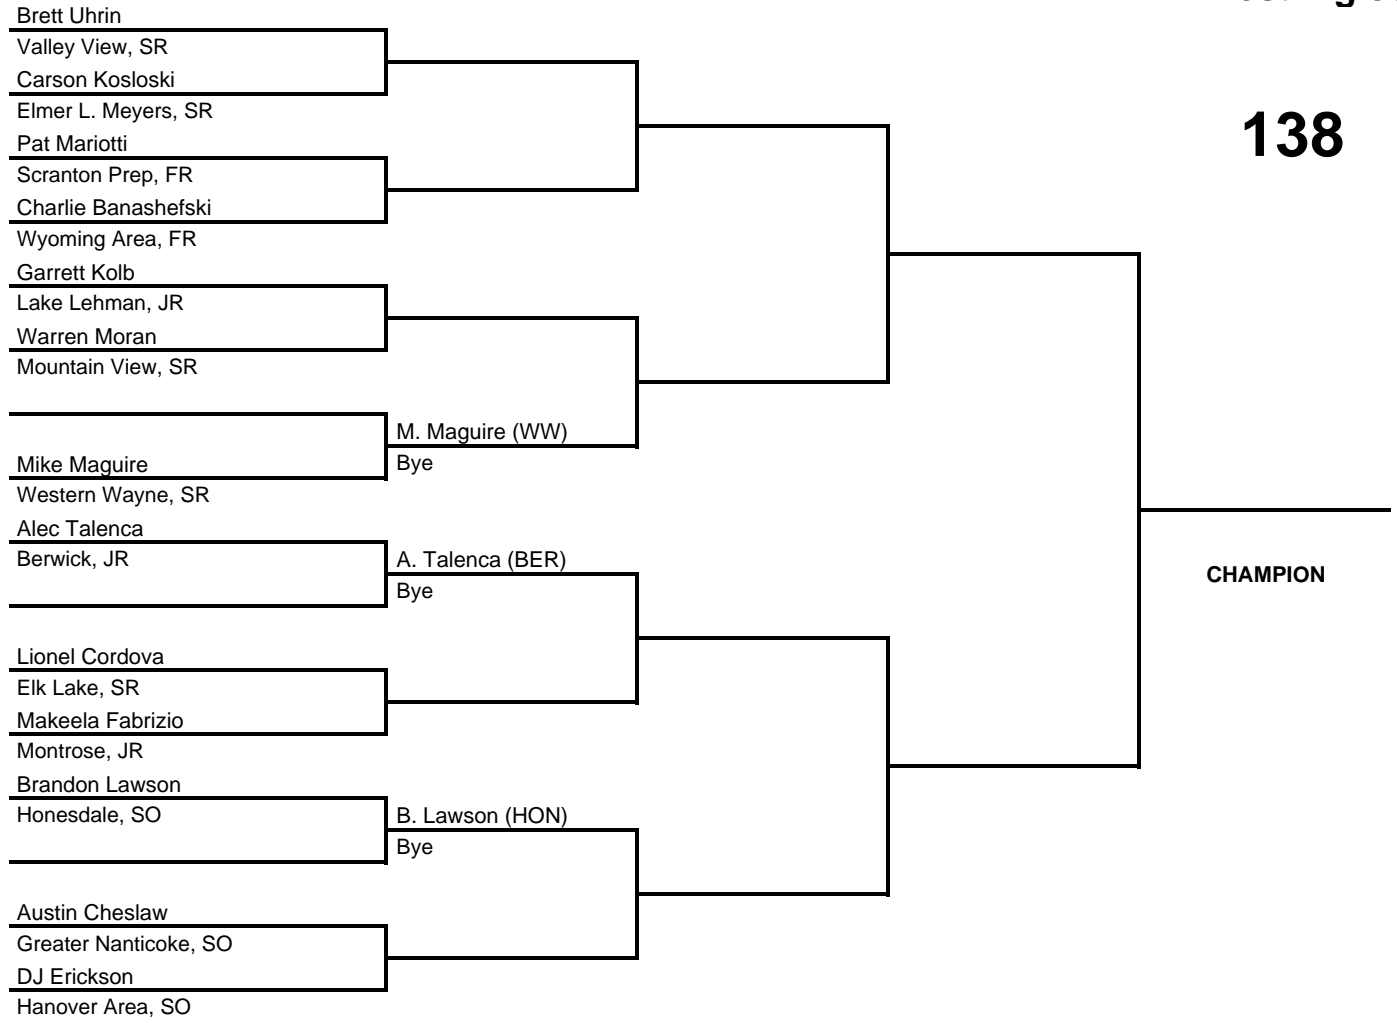 Brett Uhrin
Valley View, SR
Carson Kosloski
Elmer L. Meyers, SR
138
Pat Mariotti
Scranton Prep, FR
Charlie Banashefski
Wyoming Area, FR
Garrett Kolb
Lake Lehman, JR
Warren Moran
Mountain View, SR
M. Maguire (WW)
Bye
Mike Maguire
Western Wayne, SR
Alec Talenca
Berwick, JR
A. Talenca (BER)
Bye
CHAMPION
Lionel Cordova
Elk Lake, SR
Makeela Fabrizio
Montrose, JR
Brandon Lawson
Honesdale, SO
B. Lawson (HON)
Bye
Austin Cheslaw
Greater Nanticoke, SO
DJ Erickson
Hanover Area, SO